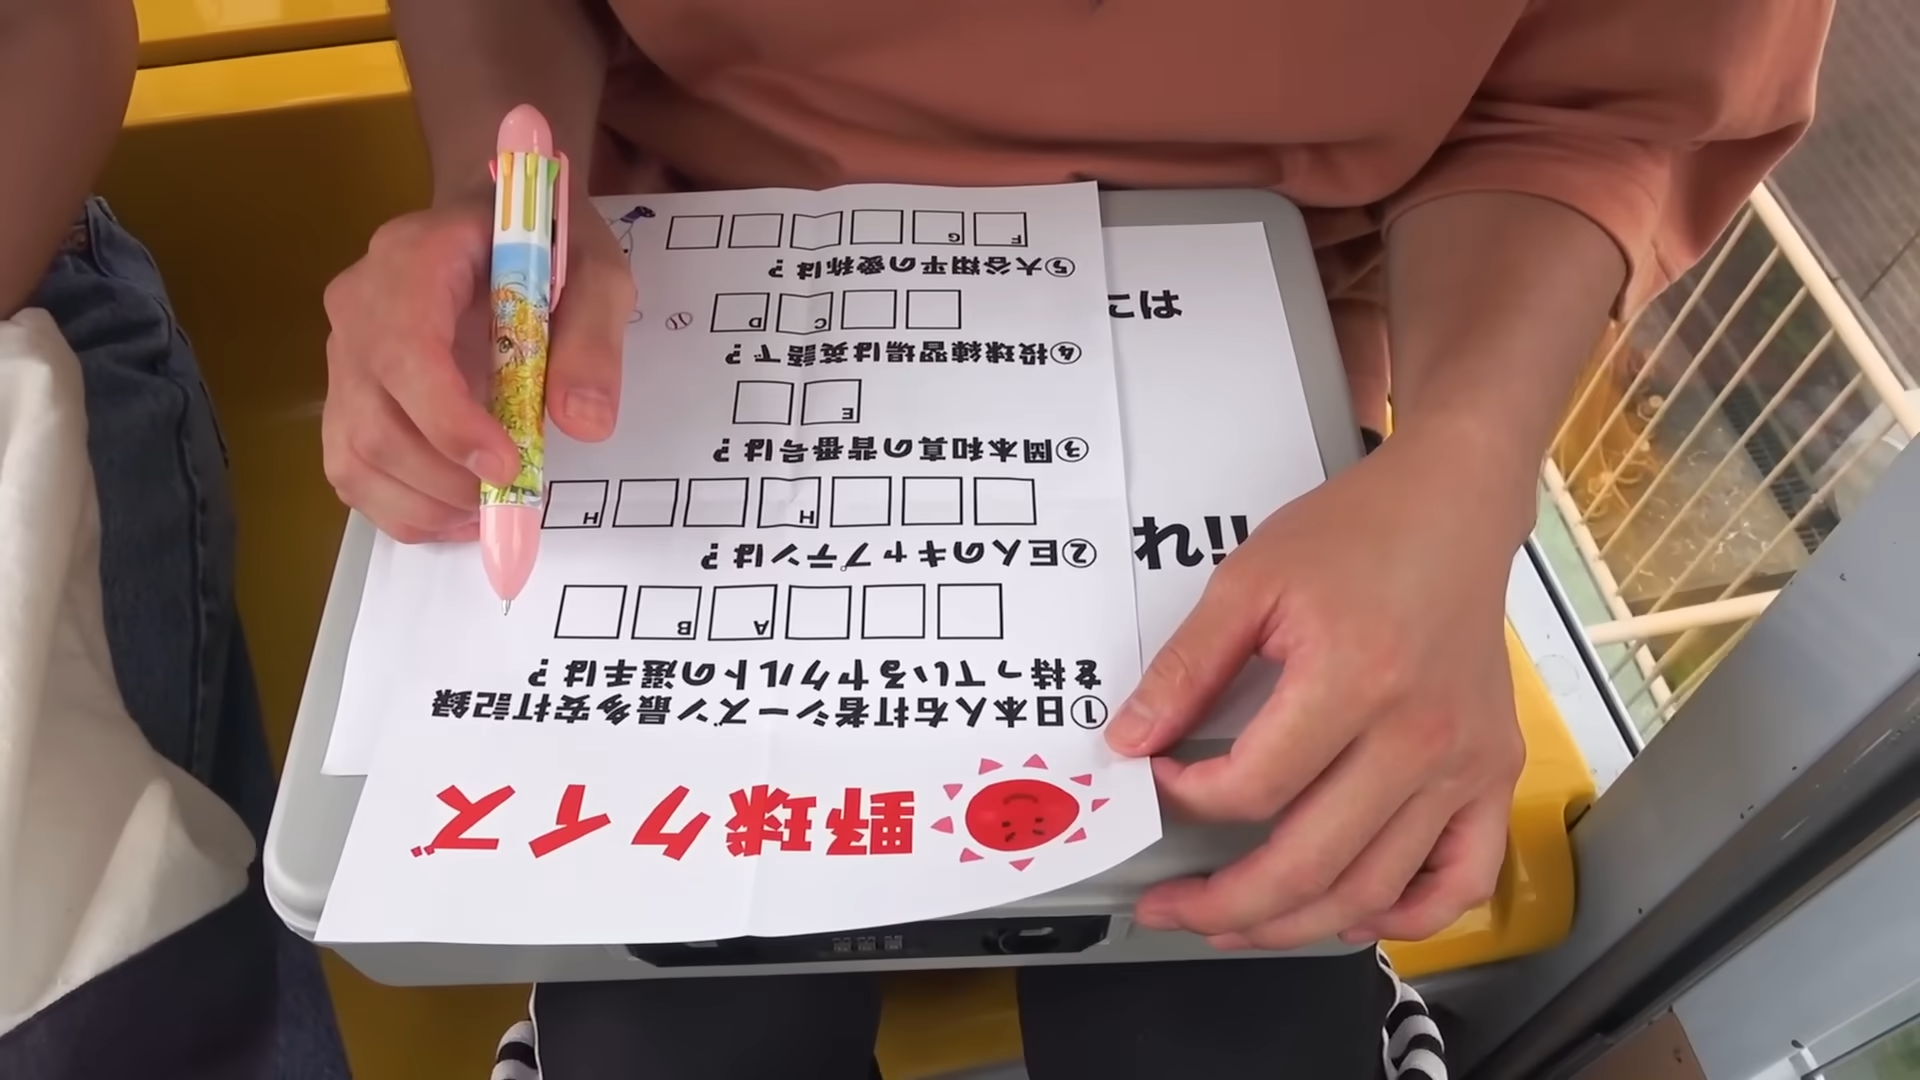 野球クイズ
①日本人右打者シーズン最多安打記録
を持っているヤクルトの選手は?
A B
②巨人のキャプテンは?
H H
③岡本和真の背番号は?
E
④投球練習場は英語で?
C D
⑤大谷翔平の愛称は?
F G
こは
れ!!